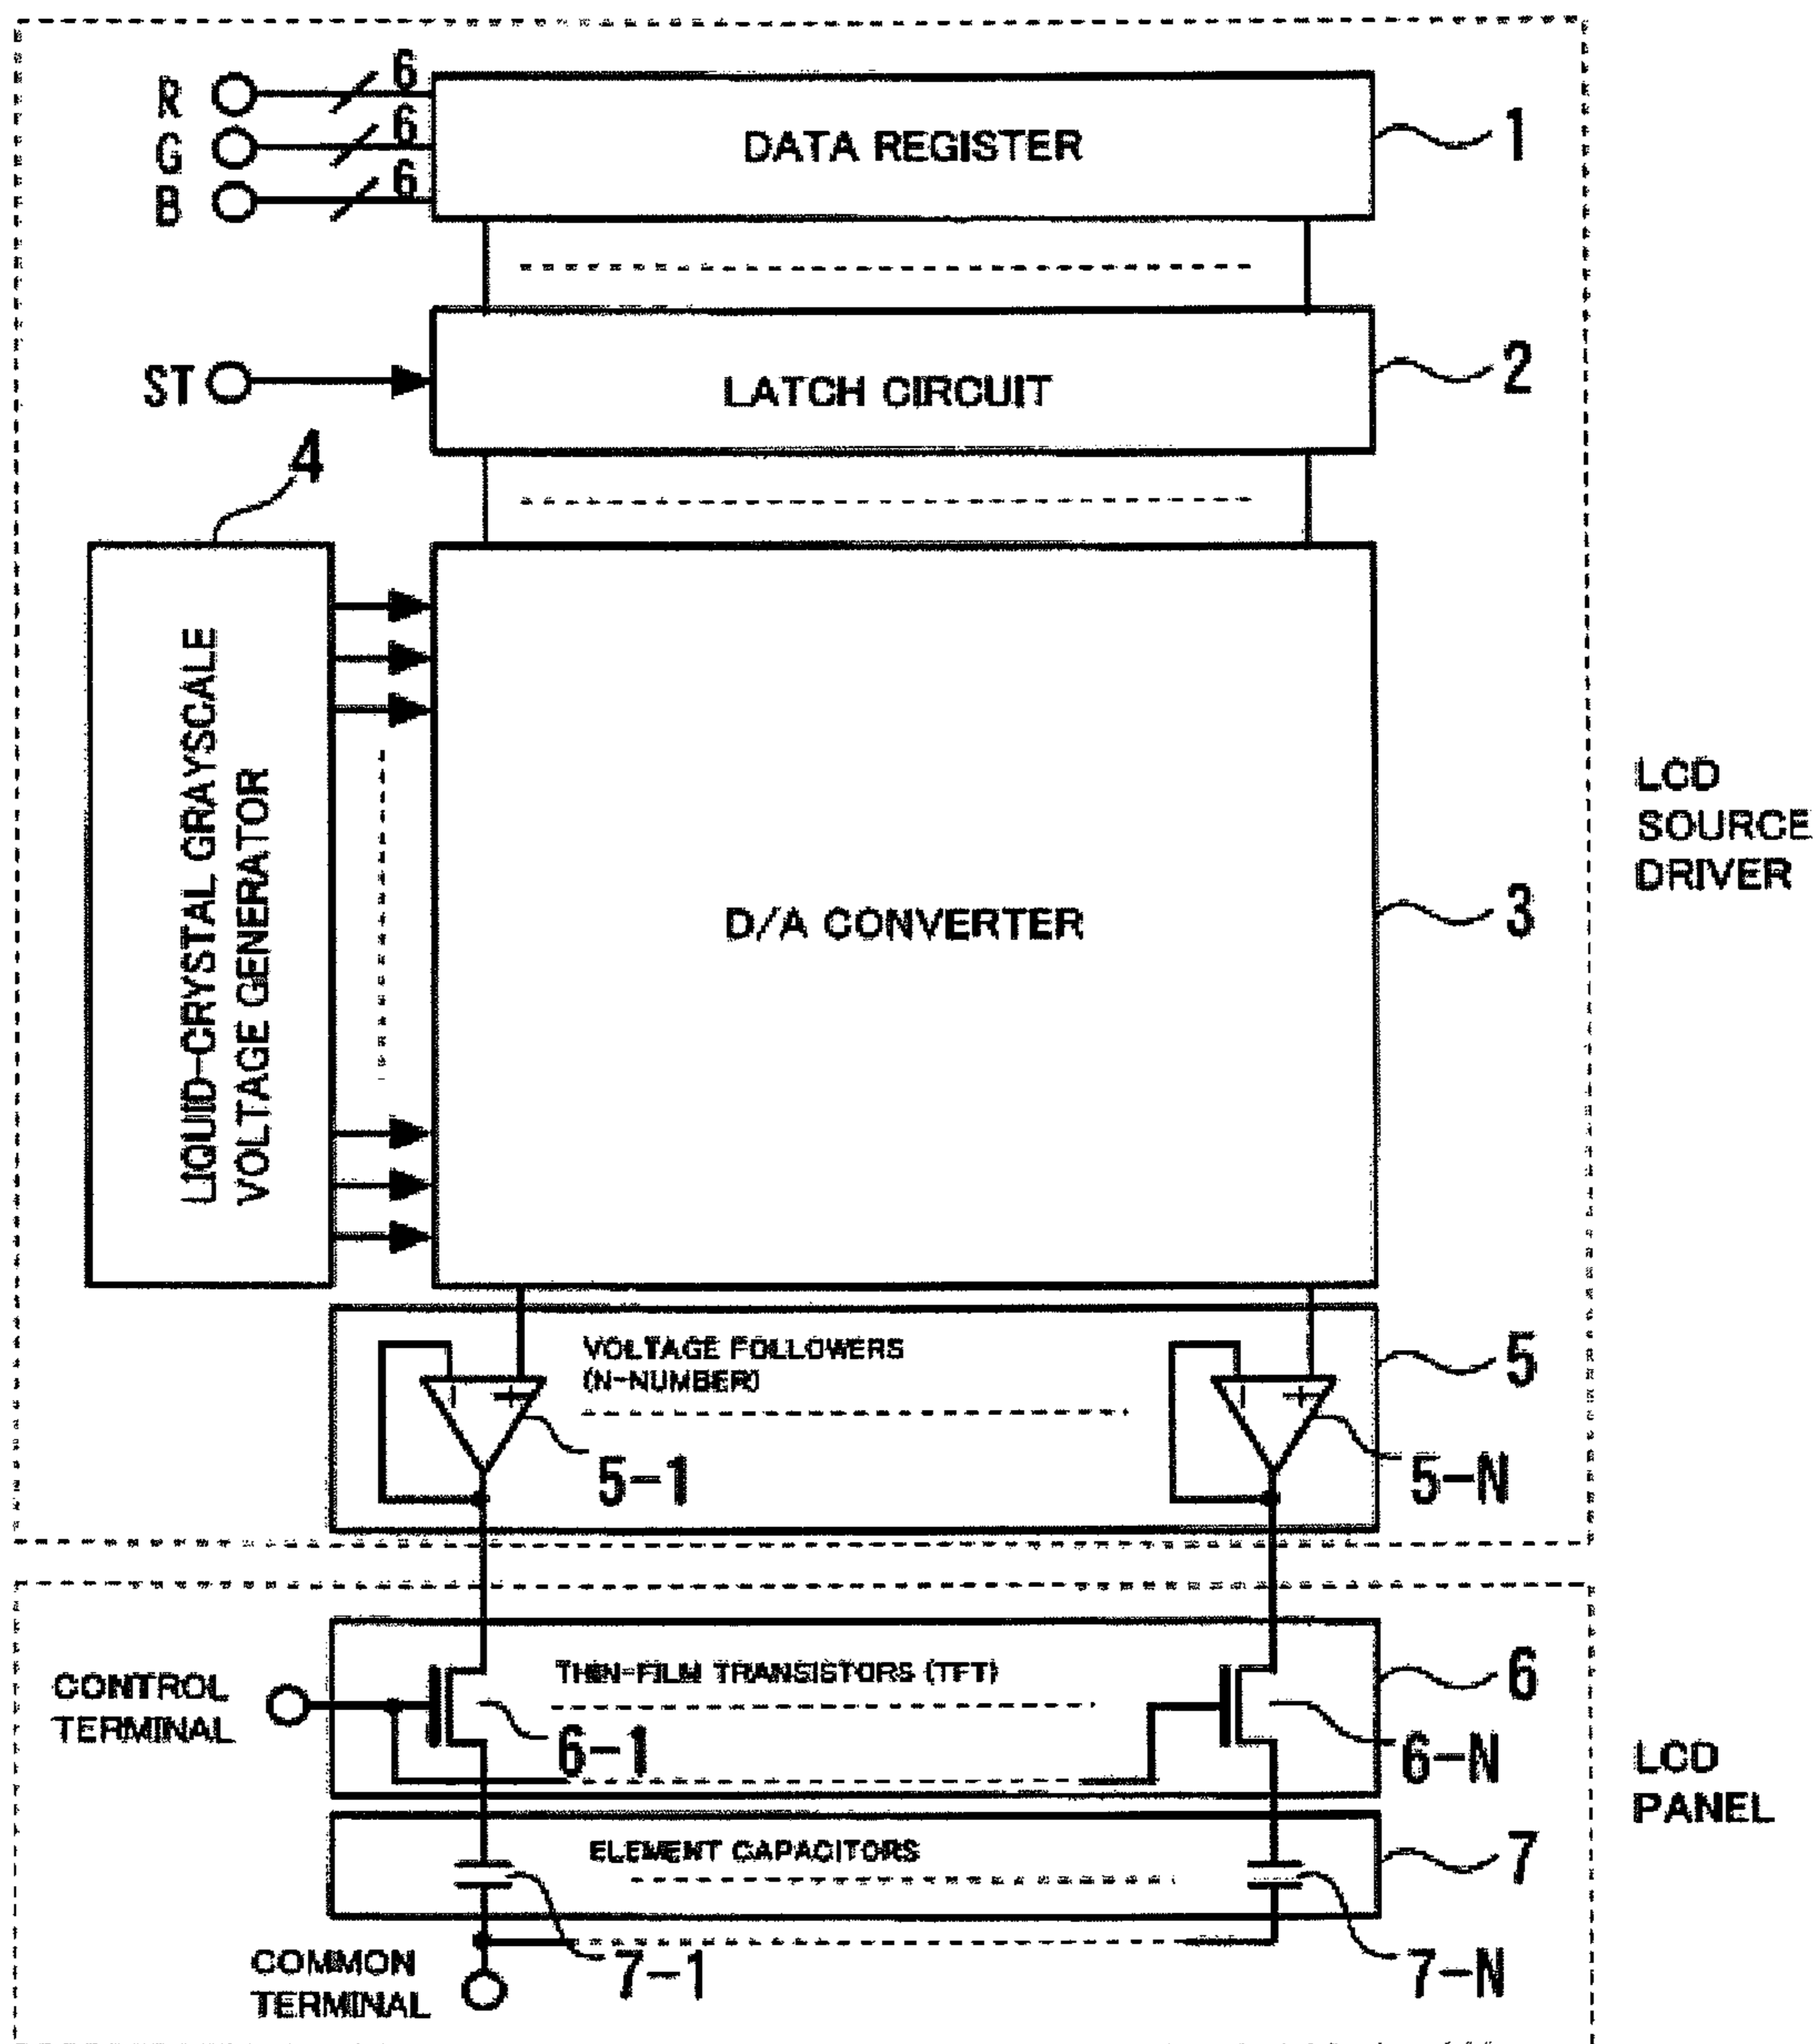 R
6
G
6
B
6
DATA REGISTER
1
ST
LATCH CIRCUIT
2
4
LIQUID-CRYSTAL GRAYSCALE
VOLTAGE GENERATOR
D/A CONVERTER
3
LCD
SOURCE
DRIVER
VOLTAGE FOLLOWERS
(N-NUMBER)
5
- +
5-1
- +
5-N
CONTROL
TERMINAL
THIN-FILM TRANSISTORS (TFT)
6
6-1
6-N
LCD
PANEL
ELEMENT CAPACITORS
7
COMMON
TERMINAL
7-1
7-N